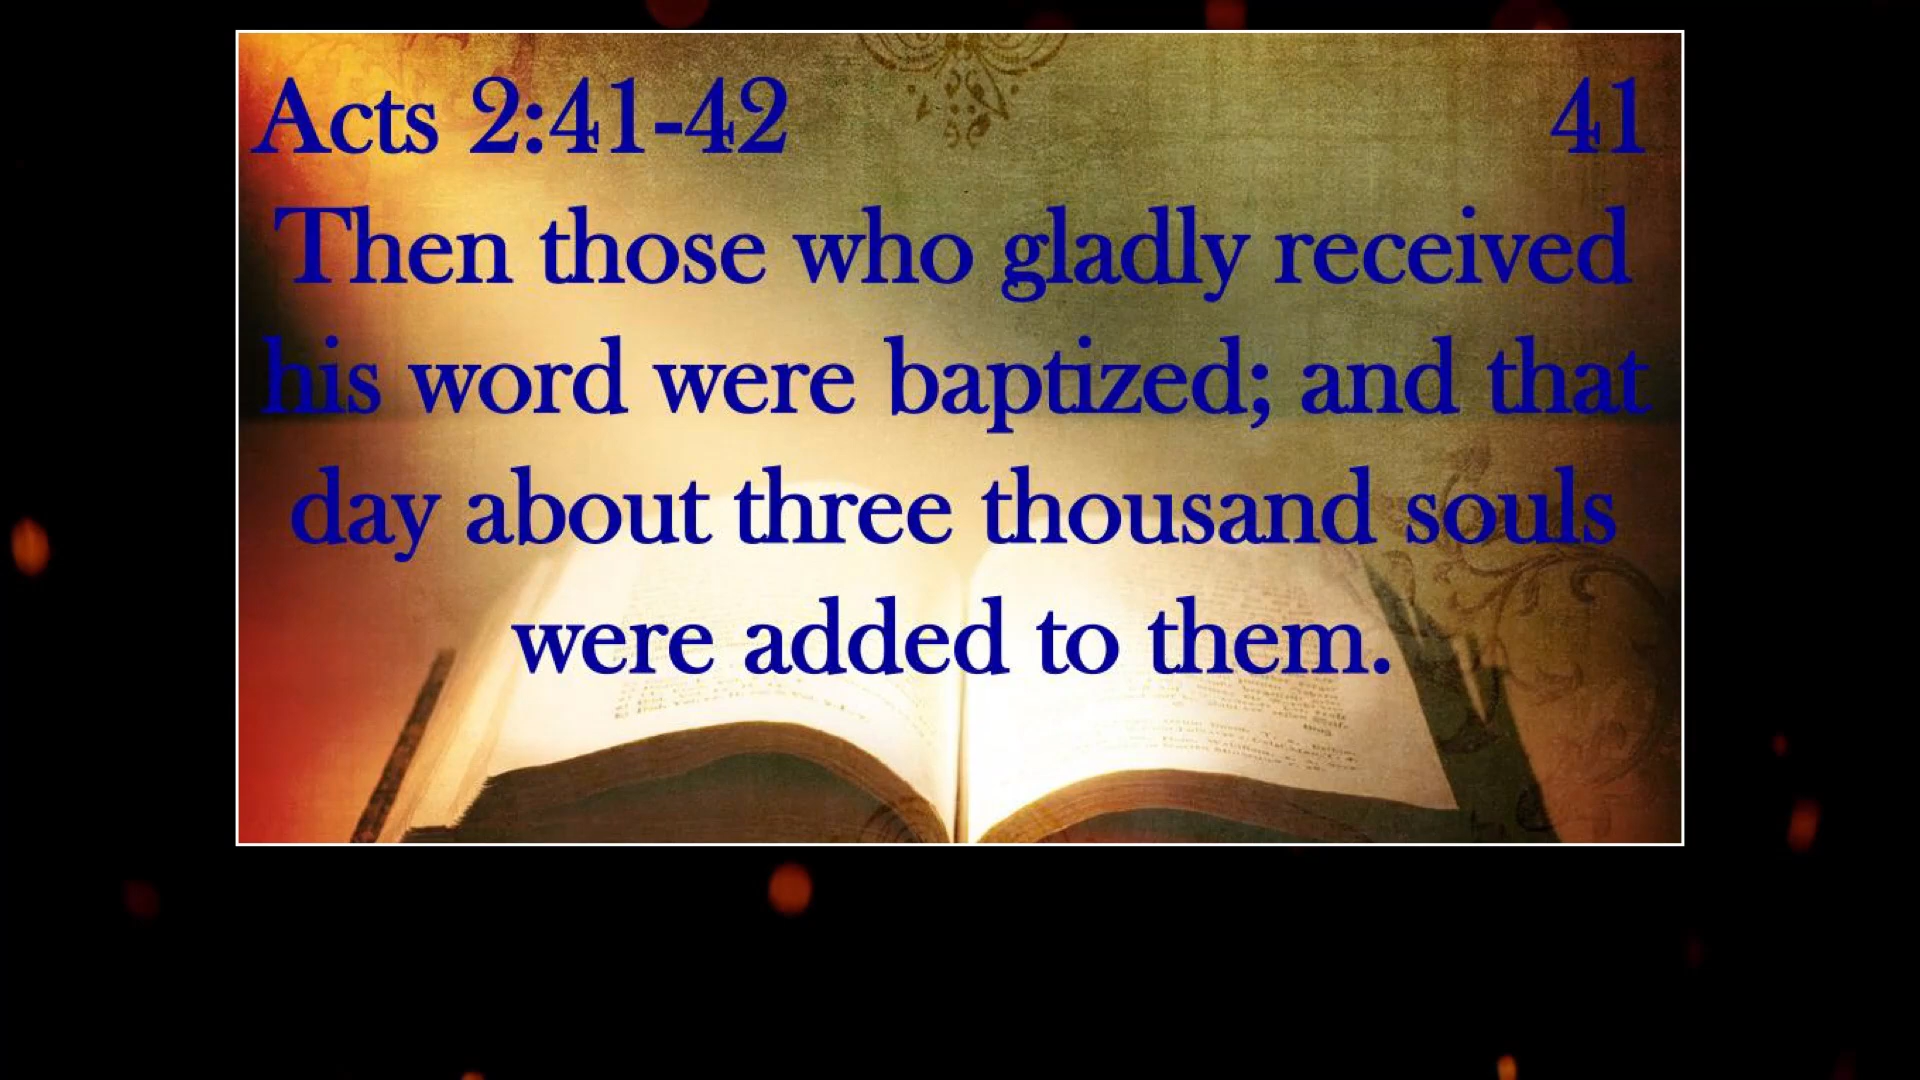 Acts 2:41-42 41
Then those who gladly received
his word were baptized; and that
day about three thousand souls
were added to them.